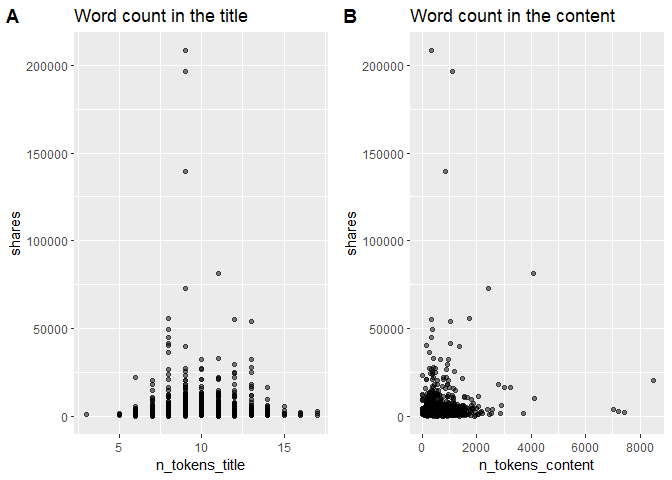 A Word count in the title
200000
150000
100000
50000
0
shares
5 10 15
n_tokens_title
B Word count in the content
200000
150000
100000
50000
0
shares
0 2000 4000 6000 8000
n_tokens_content